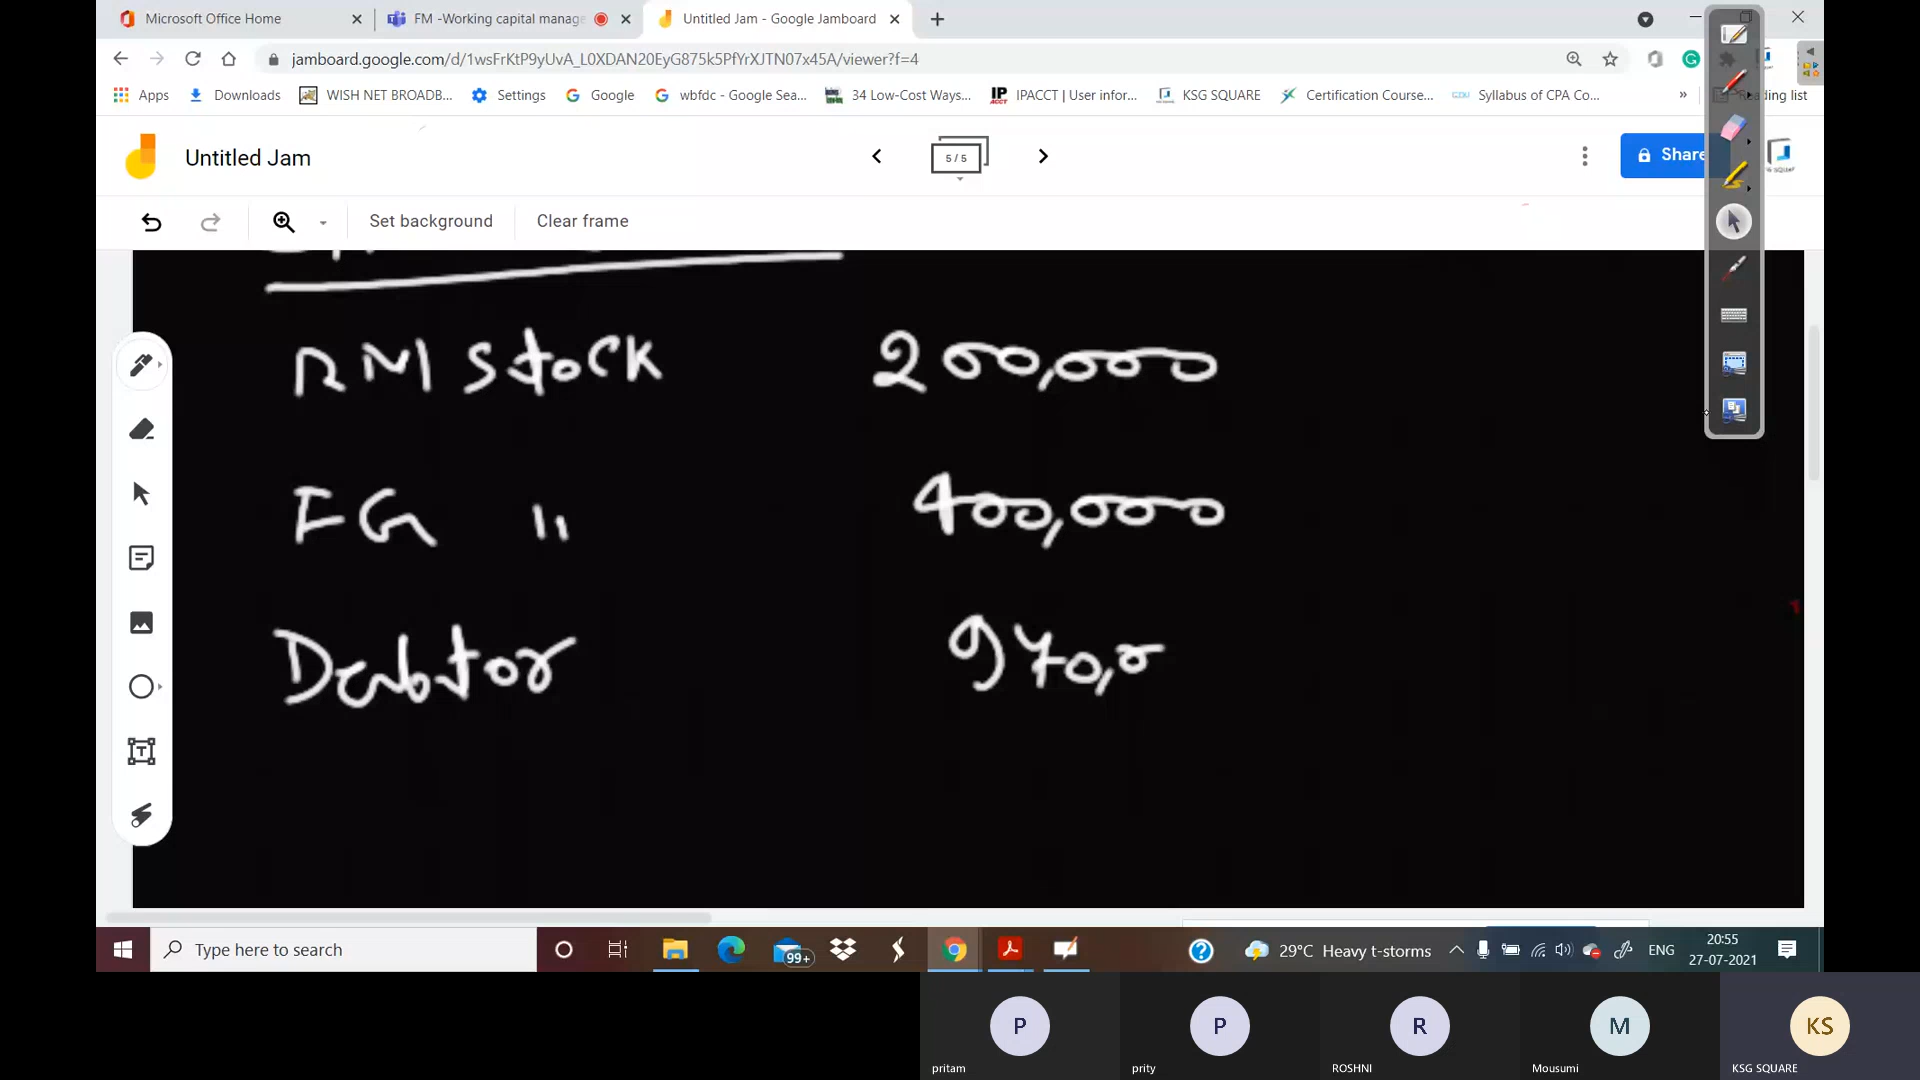 Microsoft Office Home
FM -Working capital manage
Untitled Jam - Google Jamboard
jamboard.google.com/d/1wsFrKtP9yUvA_L0XDAN20EyG875k5PfYrXJTN07x45A/viewer?f=4
Apps Downloads WISH NET BROADB... Settings Google wbfdc - Google Sea... 34 Low-Cost Ways... IPACCT | User infor... KSG SQUARE Certification Course... Syllabus of CPA Co... » Reading list
Untitled Jam
5 / 5
Share
Set background Clear frame
RM Stock 200,000
FG " 400,000
Debtor 970,0
Type here to search
99+
29°C Heavy t-storms
ENG
20:55
27-07-2021
P P R M KS
pritam prity ROSHNI Mousumi KSG SQUARE